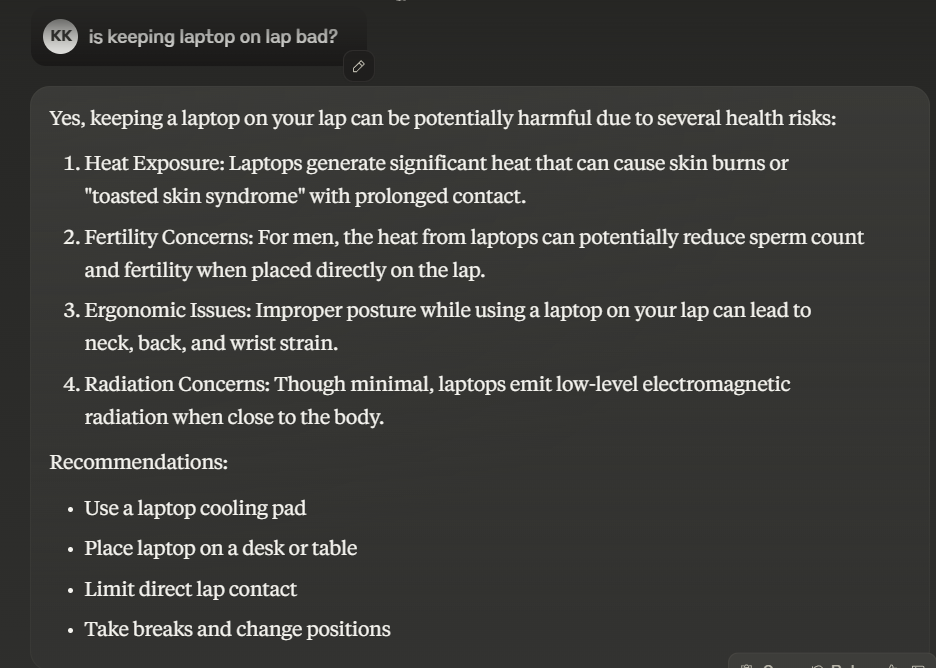 KK is keeping laptop on lap bad?
Yes, keeping a laptop on your lap can be potentially harmful due to several health risks:
1. Heat Exposure: Laptops generate significant heat that can cause skin burns or
"toasted skin syndrome" with prolonged contact.
2. Fertility Concerns: For men, the heat from laptops can potentially reduce sperm count
and fertility when placed directly on the lap.
3. Ergonomic Issues: Improper posture while using a laptop on your lap can lead to
neck, back, and wrist strain.
4. Radiation Concerns: Though minimal, laptops emit low-level electromagnetic
radiation when close to the body.
Recommendations:
• Use a laptop cooling pad
• Place laptop on a desk or table
• Limit direct lap contact
• Take breaks and change positions